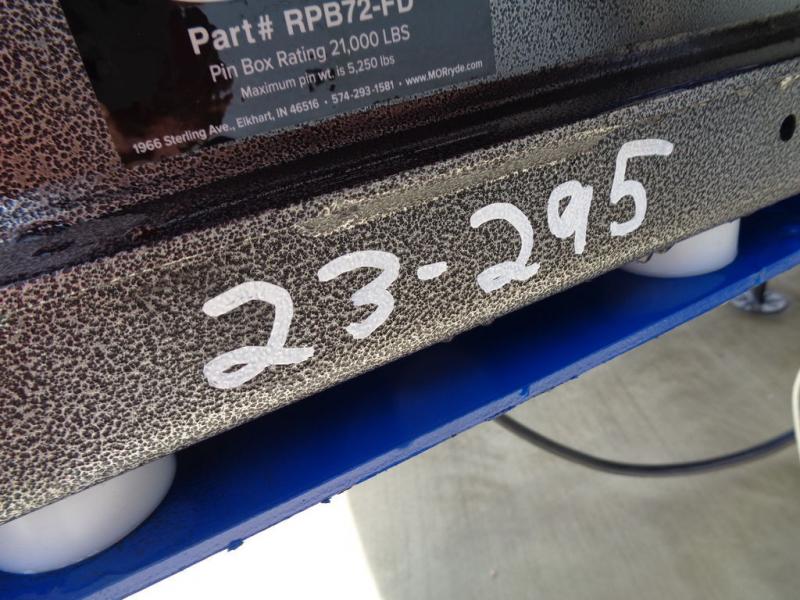 Part# RPB72-FD
Pin Box Rating 21,000 LBS
Maximum pin wt. is 5,250 lbs
1966 Sterling Ave., Elkhart, IN 46516 • 574-293-1581 • www.MORryde.com
23-295